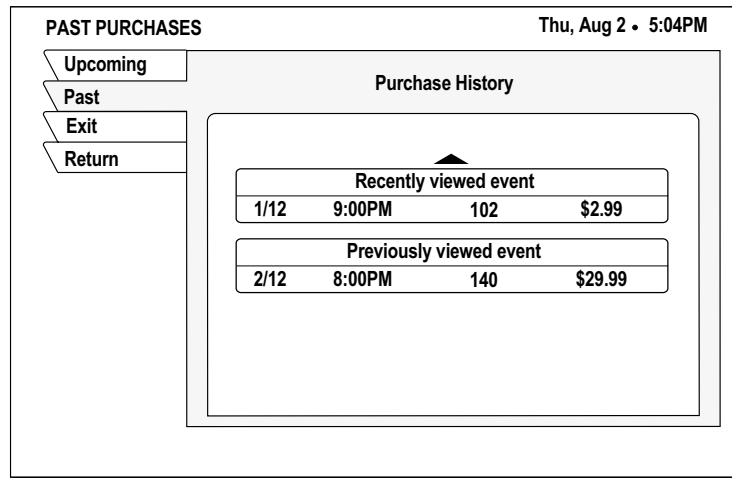 PAST PURCHASES
Thu, Aug 2 • 5:04PM
Upcoming
Past
Exit
Return
Purchase History
Recently viewed event
1/12 9:00PM 102 $2.99
Previously viewed event
2/12 8:00PM 140 $29.99